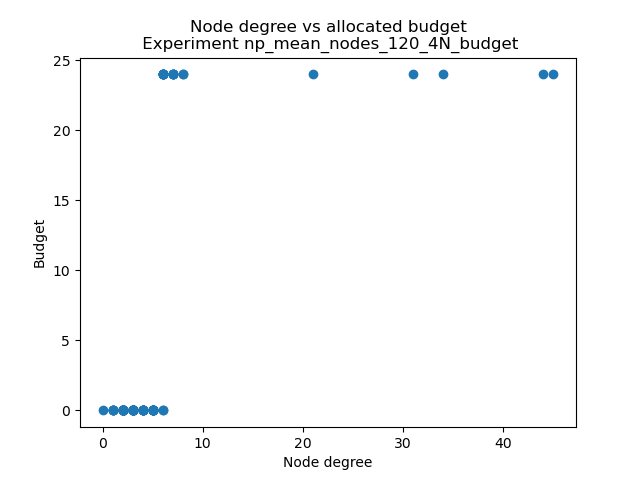 Node degree vs allocated budget
Experiment np_mean_nodes_120_4N_budget
25
20
15
10
5
0
Budget
0 10 20 30 40
Node degree